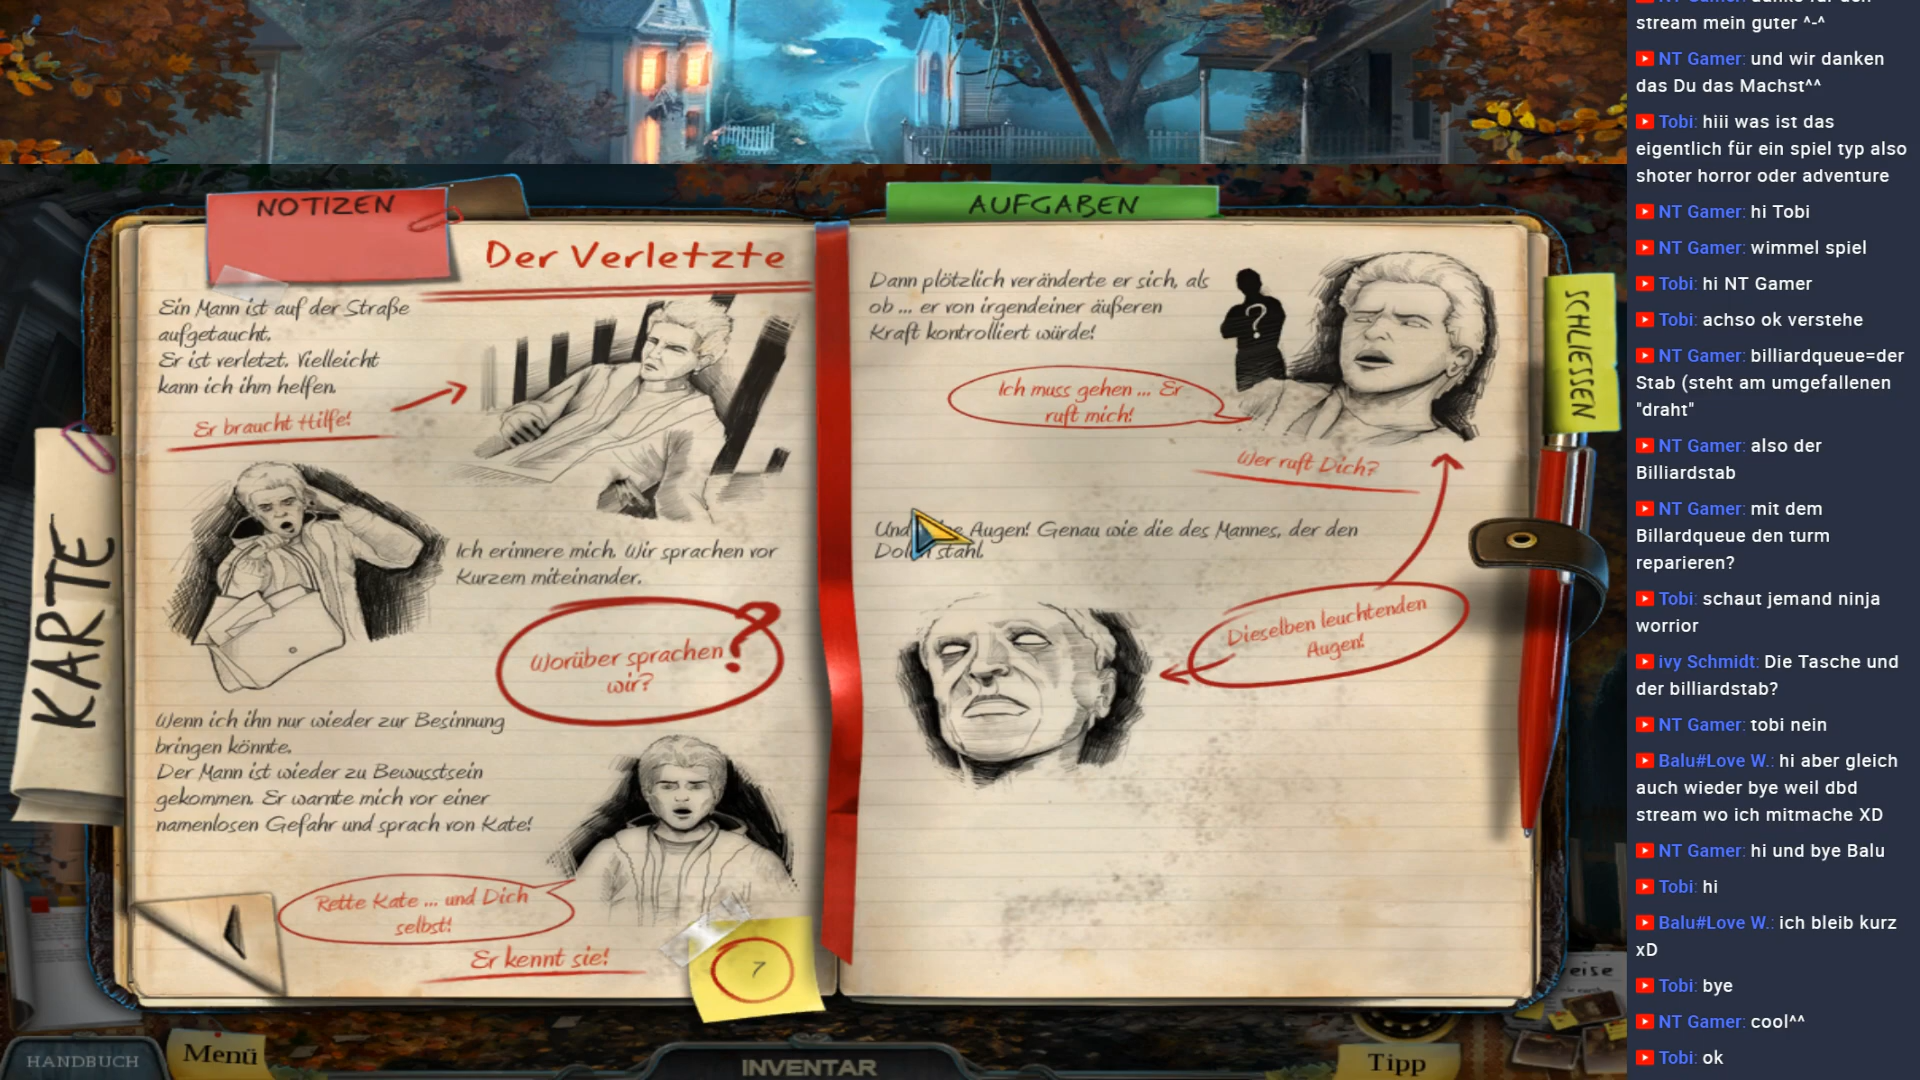 NOTIZEN
Der Verletzte
Ein Mann ist auf der Straße
aufgetaucht.
Er ist verletzt. Vielleicht
kann ich ihm helfen.
Er braucht Hilfe!
Ich erinnere mich. Wir sprachen vor
Kurzem miteinander.
Worüber sprachen
wir?
?
Wenn ich ihn nur wieder zur Besinnung
bringen könnte.
Der Mann ist wieder zu Bewusstsein
gekommen. Er warnte mich vor einer
namenlosen Gefahr und sprach von Kate!
Rette Kate ... und Dich
selbst!
Er kennt sie!
7
AUFGABEN
Dann plötzlich veränderte er sich, als
ob ... er von irgendeiner äußeren
Kraft kontrolliert würde!
?
Ich muss gehen ... Er
ruft mich!
Wer ruft Dich?
Und Augen! Genau wie die des Mannes, der den
stahl.
Dieselben leuchtenden
Augen!
SCHLIESSEN
KARTE
HANDBUCH
Menü
INVENTAR
Tipp
eise
stream mein guter ^-^
NT Gamer: und wir danken
das Du das Machst^^
Tobi: hiii was ist das
eigentlich für ein spiel typ also
shoter horror oder adventure
NT Gamer: hi Tobi
NT Gamer: wimmel spiel
Tobi: hi NT Gamer
Tobi: achso ok verstehe
NT Gamer: billiardqueue=der
Stab (steht am umgefallenen
"draht"
NT Gamer: also der
Billiardstab
NT Gamer: mit dem
Billardqueue den turm
reparieren?
Tobi: schaut jemand ninja
worrior
ivy Schmidt: Die Tasche und
der billiardstab?
NT Gamer: tobi nein
Balu#Love W.: hi aber gleich
auch wieder bye weil dbd
stream wo ich mitmache XD
NT Gamer: hi und bye Balu
Tobi: hi
Balu#Love W.: ich bleib kurz
xD
Tobi: bye
NT Gamer: cool^^
Tobi: ok